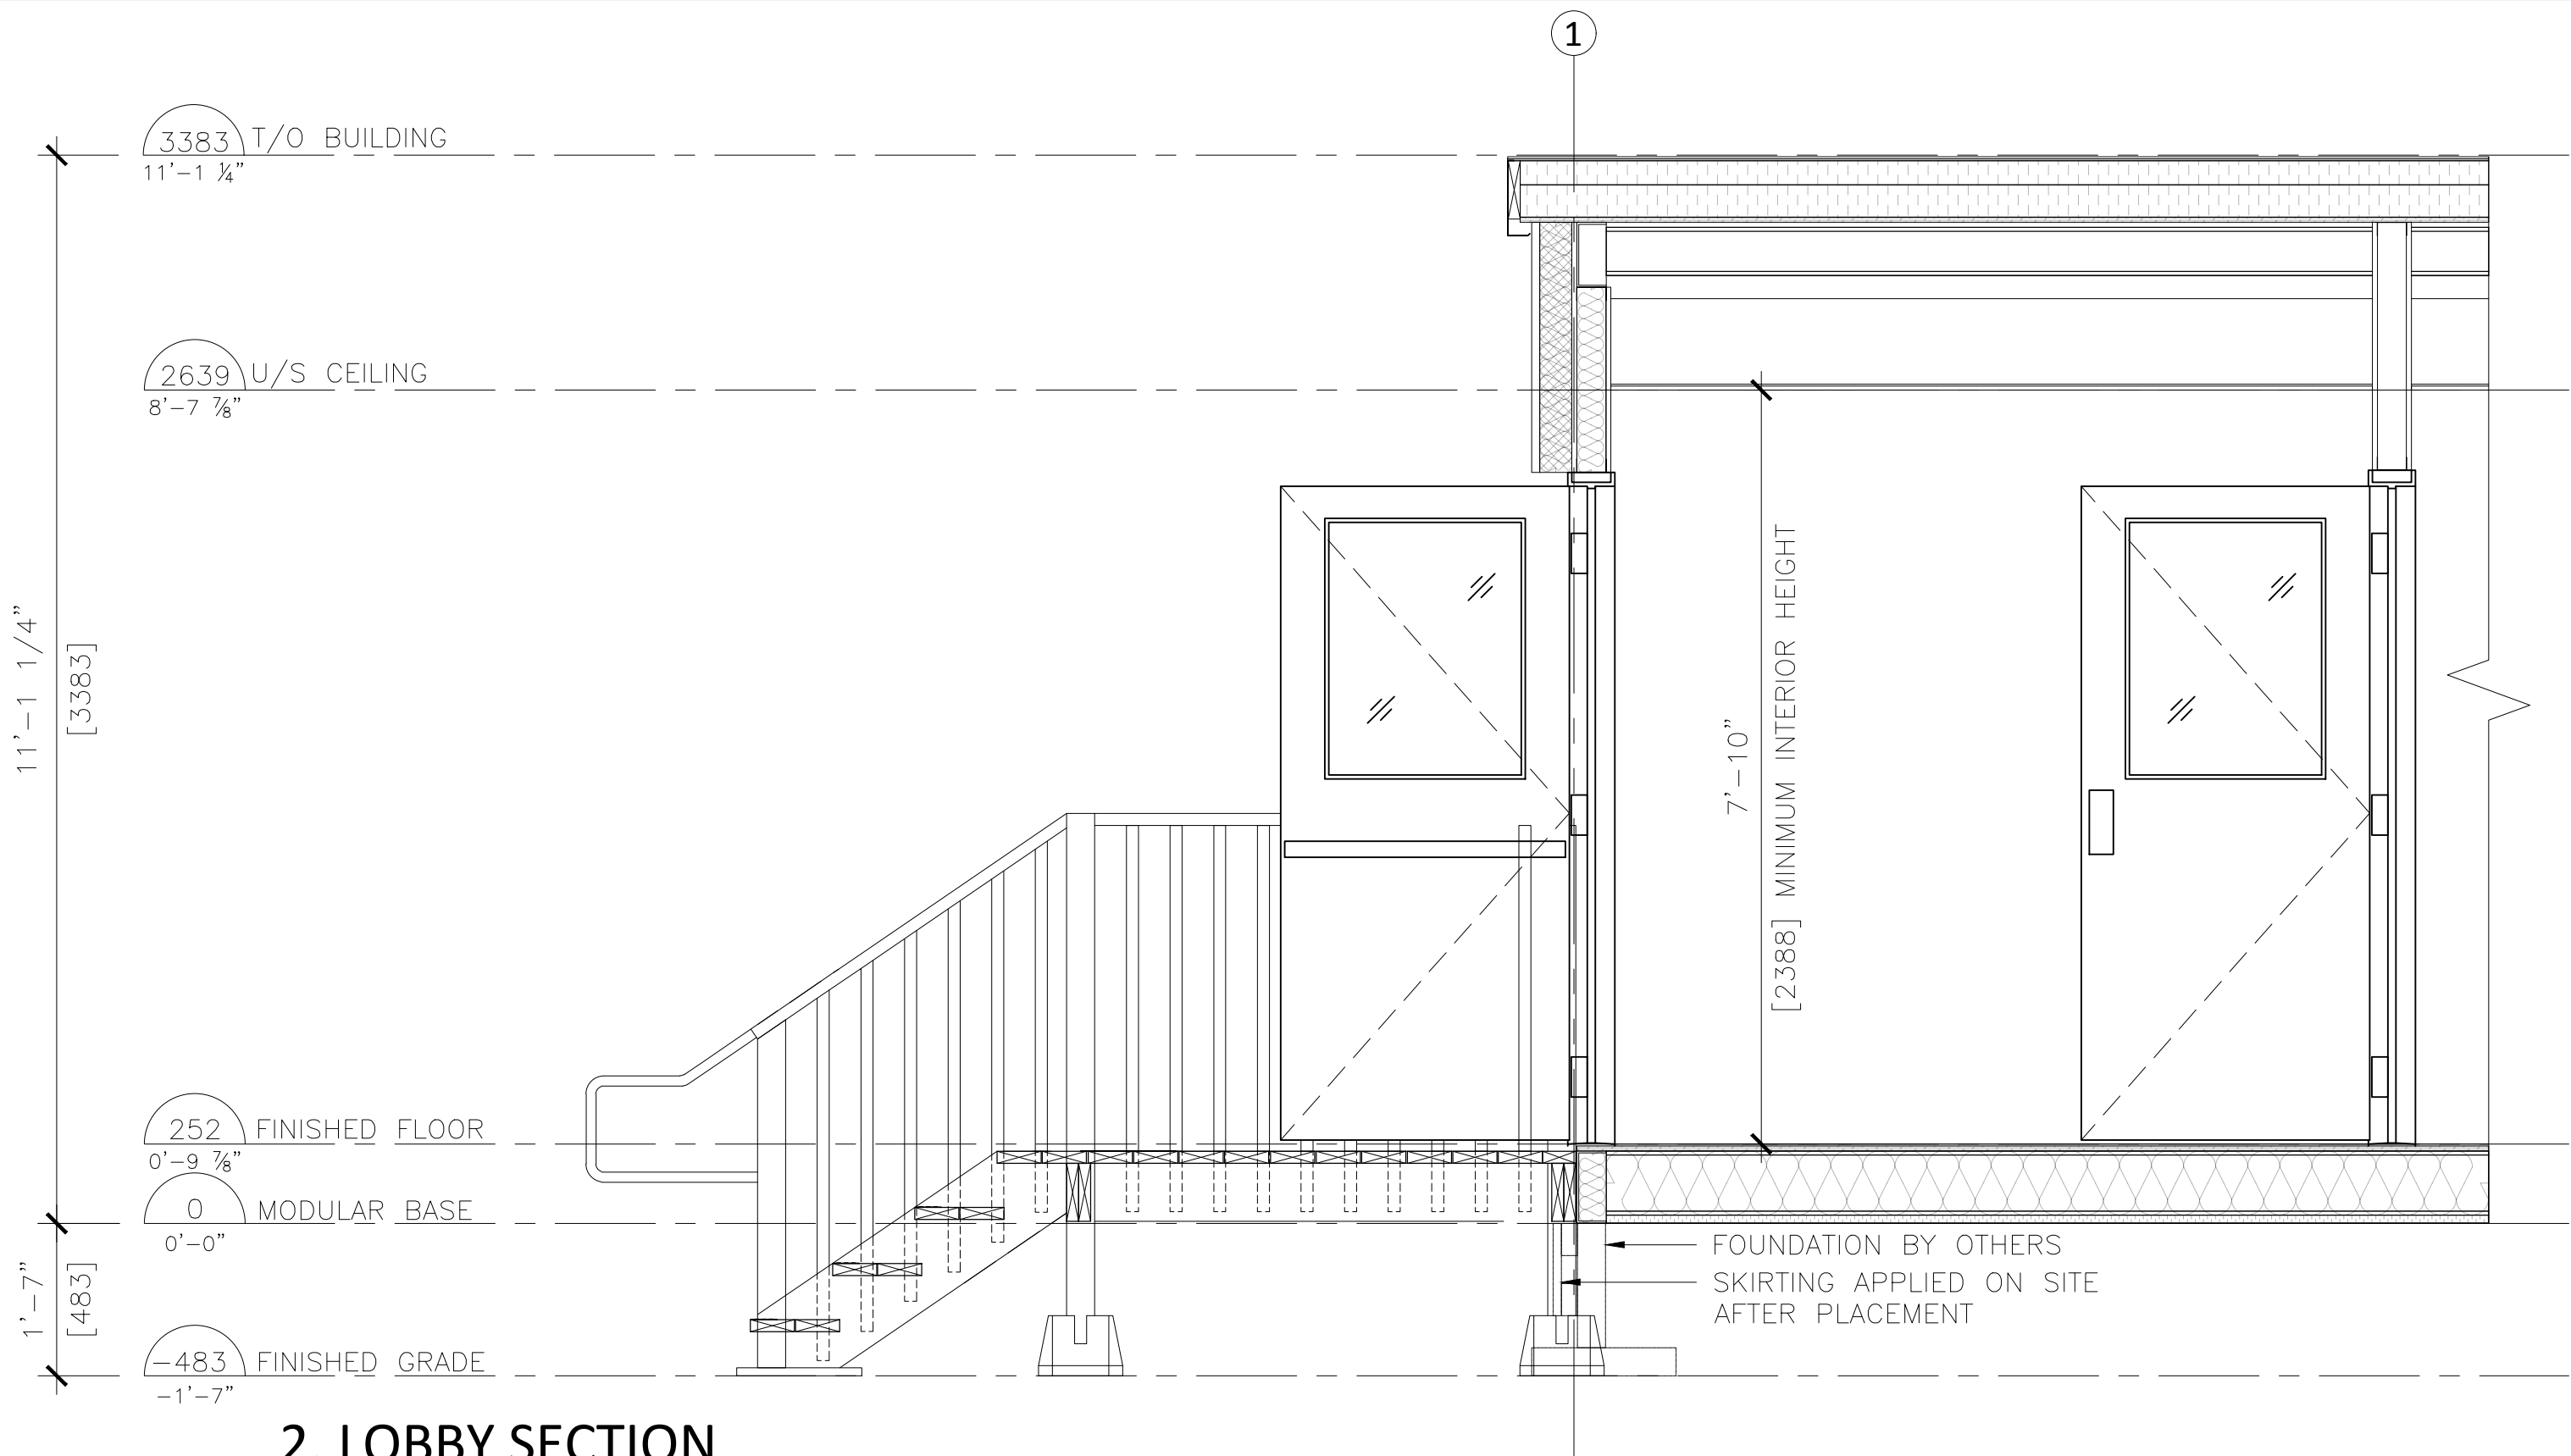 1
3383 T/O BUILDING
11'-1 ¼"
2639 U/S CEILING
8'-7 ⅞"
11'-1 1/4"
[3383]
7'-10"
[2388] MINIMUM INTERIOR HEIGHT
252 FINISHED FLOOR
0'-9 ⅞"
0 MODULAR BASE
0'-0"
FOUNDATION BY OTHERS
SKIRTING APPLIED ON SITE
AFTER PLACEMENT
1'-7"
[483]
-483 FINISHED GRADE
-1'-7"
2. LOBBY SECTION